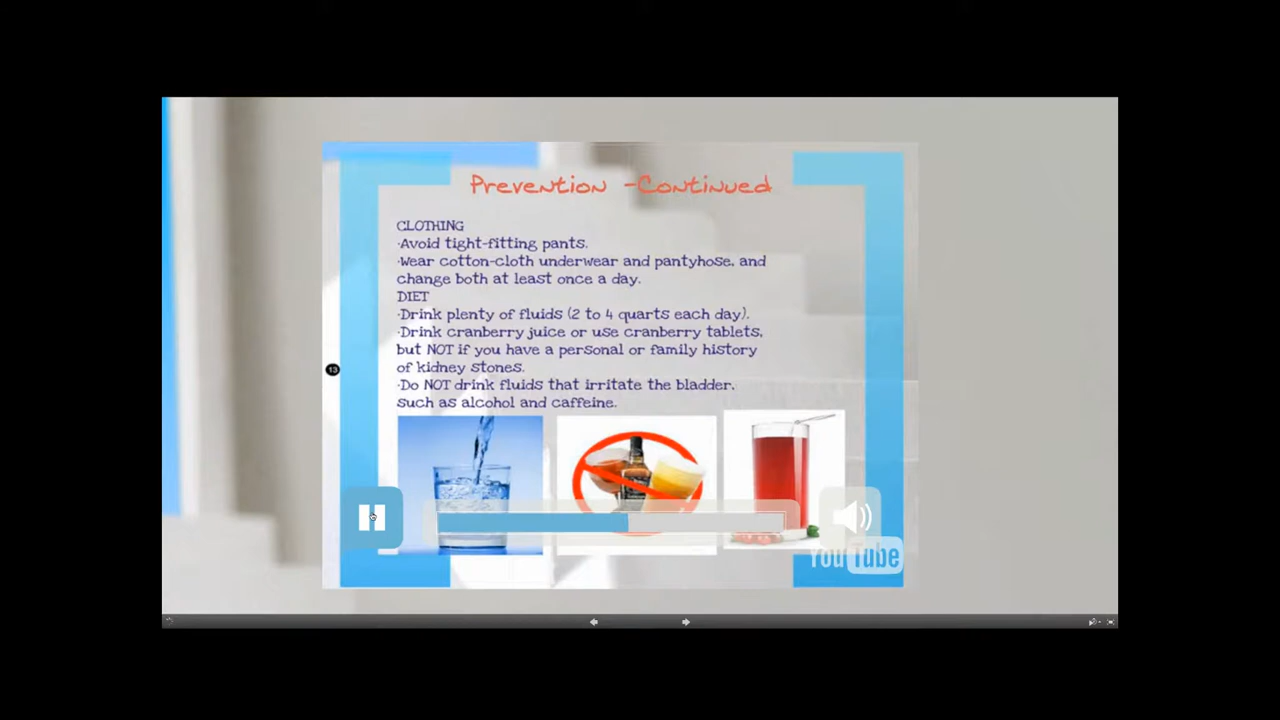 Prevention -Continued
CLOTHING
·Avoid tight-fitting pants.
·Wear cotton-cloth underwear and pantyhose, and
change both at least once a day.
DIET
·Drink plenty of fluids (2 to 4 quarts each day).
·Drink cranberry juice or use cranberry tablets,
but NOT if you have a personal or family history
of kidney stones.
·Do NOT drink fluids that irritate the bladder,
such as alcohol and caffeine.
13
YouTube